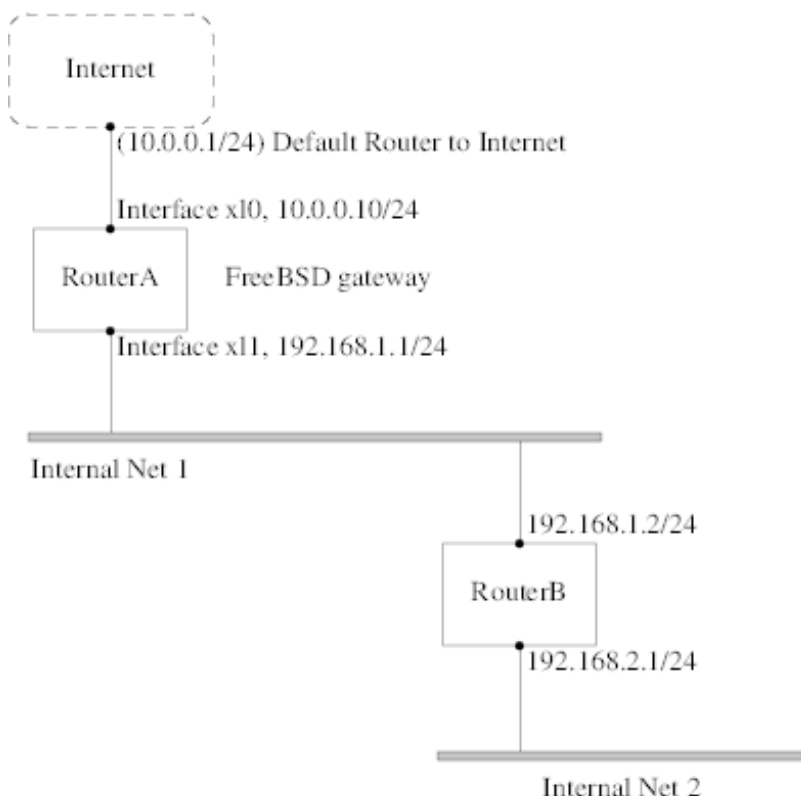 Internet
(10.0.0.1/24) Default Router to Internet
Interface xl0, 10.0.0.10/24
RouterA
FreeBSD gateway
Interface xl1, 192.168.1.1/24
Internal Net 1
192.168.1.2/24
RouterB
192.168.2.1/24
Internal Net 2